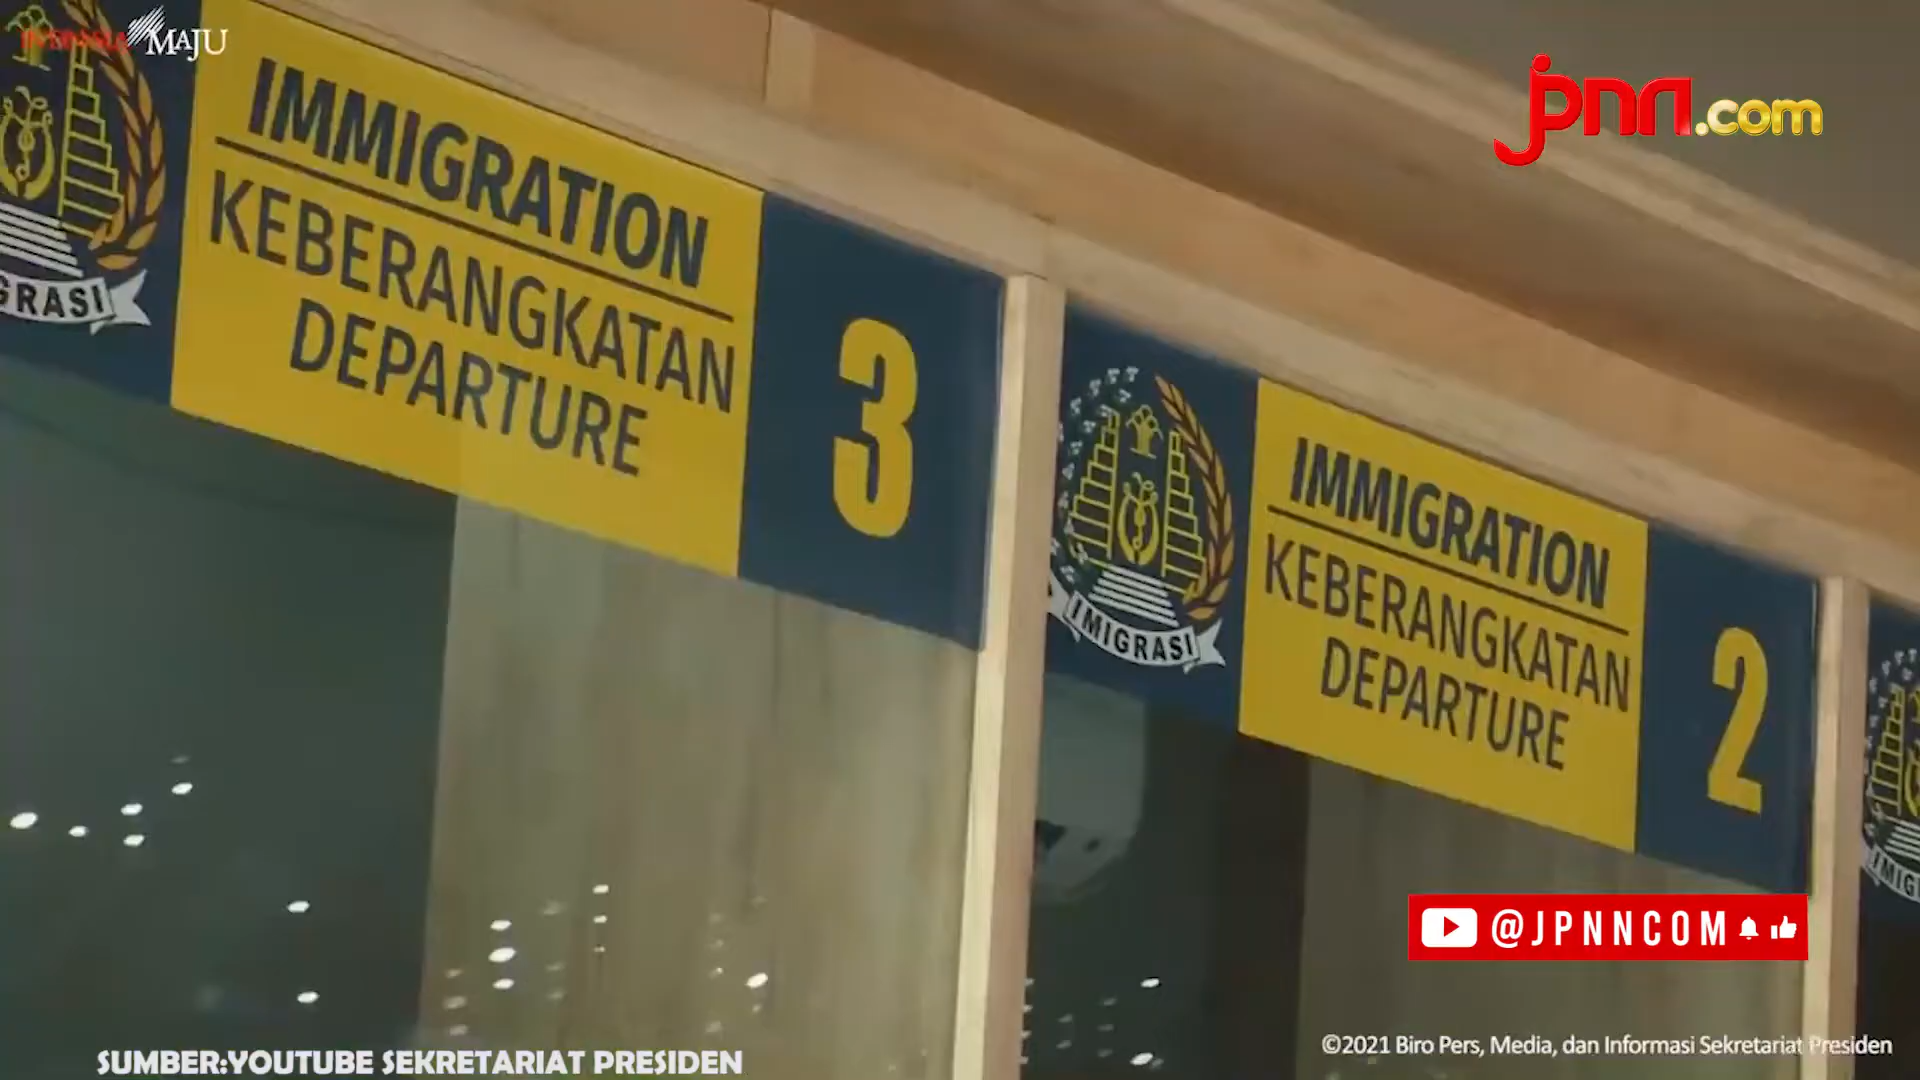 MAJU
jpnn.com
IMMIGRATION
KEBERANGKATAN
DEPARTURE
3
GRASI
IMMIGRATION
KEBERANGKATAN
DEPARTURE
2
IMIGRASI
IMIG
@JPNNCOM
©2021 Biro Pers, Media, dan Informasi Sekretariat Presiden
SUMBER:YOUTUBE SEKRETARIAT PRESIDEN